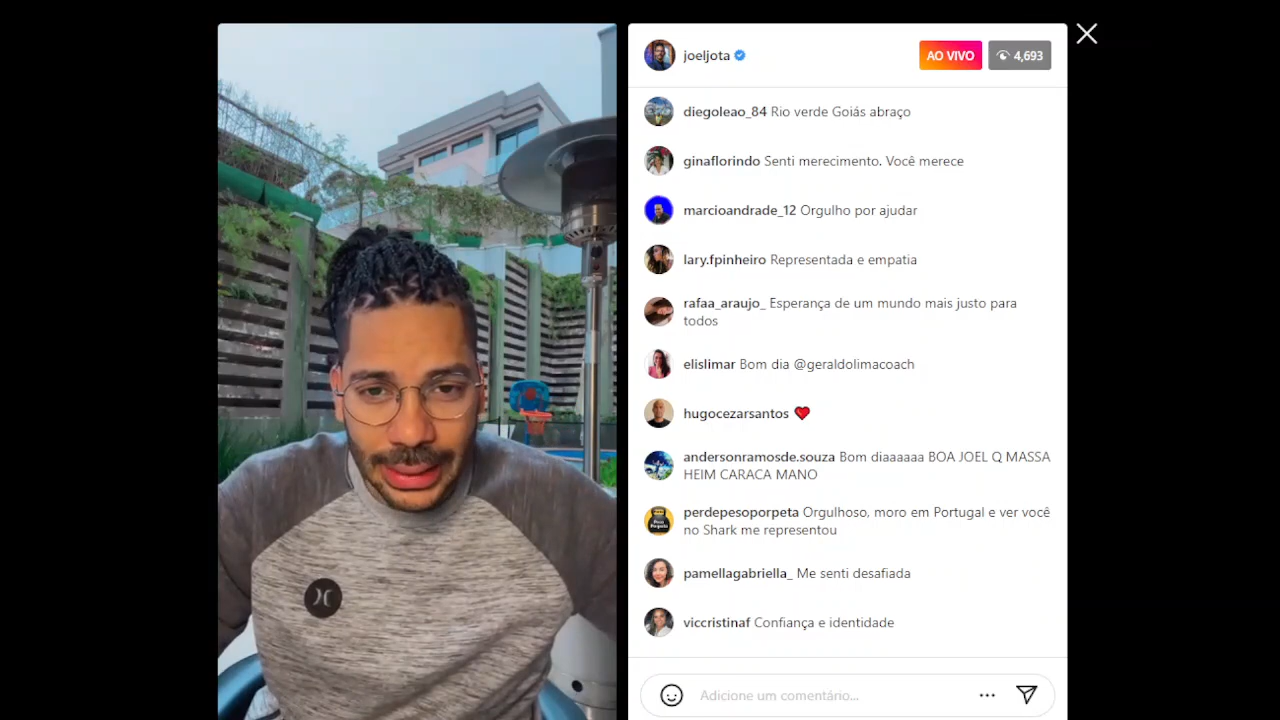 joeljota
AO VIVO
4,693
diegoleao_84 Rio verde Goiás abraço
ginaflorindo Senti merecimento. Você merece
marcioandrade_12 Orgulho por ajudar
lary.fpinheiro Representada e empatia
rafaa_araujo_ Esperança de um mundo mais justo para
todos
elislimar Bom dia @geraldolimacoach
hugocezarsantos ❤️
andersonramosde.souza Bom diaaaaaa BOA JOEL Q MASSA
HEIM CARACA MANO
perdepesoporpeta Orgulhoso, moro em Portugal e ver você
no Shark me representou
pamellagabriella_ Me senti desafiada
viccristinaf Confiança e identidade
Adicione um comentário...